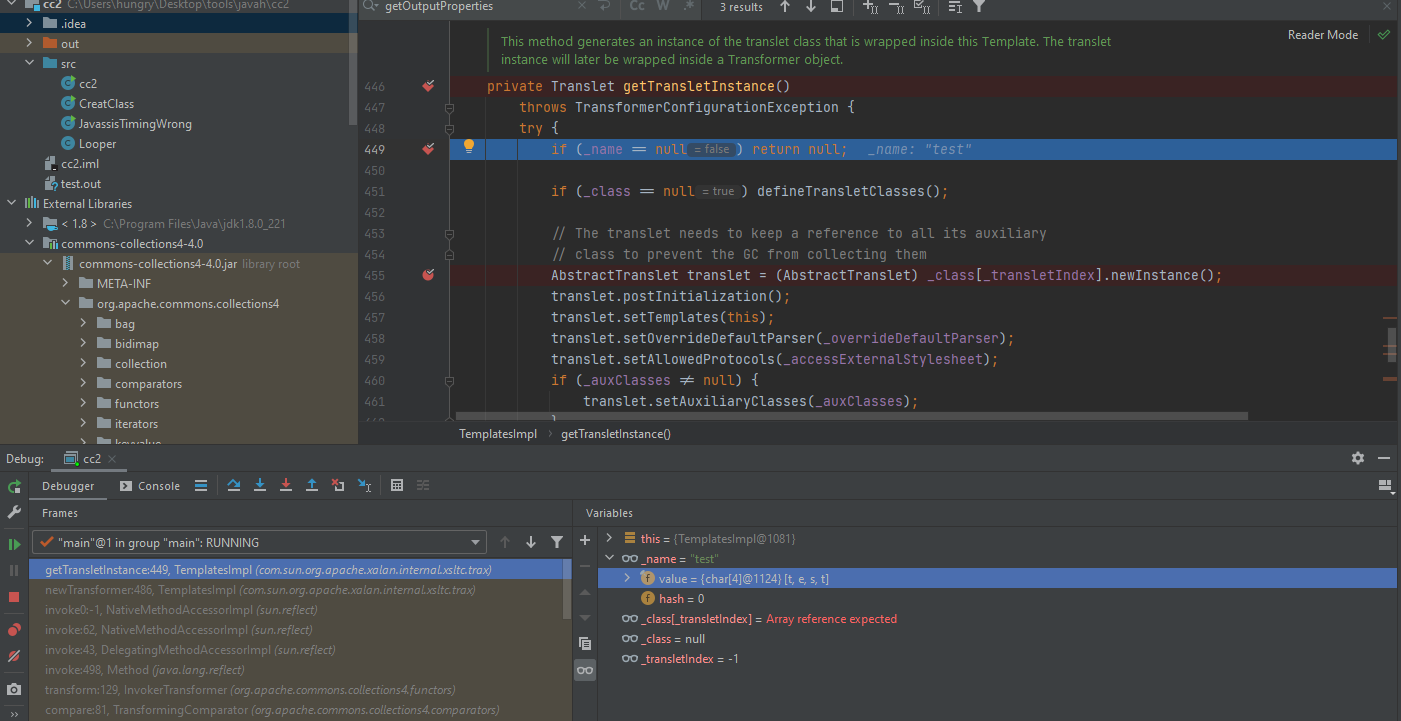 cc2 C:\Users\hungry\Desktop\tools\javah\cc2
.idea
out
src
cc2
CreatClass
JavassisTimingWrong
Looper
cc2.iml
test.out
External Libraries
< 1.8 > C:\Program Files\Java\jdk1.8.0_221
commons-collections4-4.0
commons-collections4-4.0.jar library root
META-INF
org.apache.commons.collections4
bag
bidimap
collection
comparators
functors
iterators
keyvalue
getOutputProperties
Cc W .* 3 results
Reader Mode
This method generates an instance of the translet class that is wrapped inside this Template. The translet
instance will later be wrapped inside a Transformer object.
446 private Translet getTransletInstance()
447 throws TransformerConfigurationException {
448 try {
449 if (_name == null = false ) return null; _name: "test"
450
451 if (_class == null = true ) defineTransletClasses();
452
453 // The translet needs to keep a reference to all its auxiliary
454 // class to prevent the GC from collecting them
455 AbstractTranslet translet = (AbstractTranslet) _class[_transletIndex].newInstance();
456 translet.postInitialization();
457 translet.setTemplates(this);
458 translet.setOverrideDefaultParser(_overrideDefaultParser);
459 translet.setAllowedProtocols(_accessExternalStylesheet);
460 if (_auxClasses ≠ null) {
461 translet.setAuxiliaryClasses(_auxClasses);
462 }
TemplatesImpl > getTransletInstance()
Debug: cc2
Debugger Console
Frames
"main"@1 in group "main": RUNNING
getTransletInstance:449, TemplatesImpl (com.sun.org.apache.xalan.internal.xsltc.trax)
newTransformer:486, TemplatesImpl (com.sun.org.apache.xalan.internal.xsltc.trax)
invoke0:-1, NativeMethodAccessorImpl (sun.reflect)
invoke:62, NativeMethodAccessorImpl (sun.reflect)
invoke:43, DelegatingMethodAccessorImpl (sun.reflect)
invoke:498, Method (java.lang.reflect)
transform:129, InvokerTransformer (org.apache.commons.collections4.functors)
compare:81, TransformingComparator (org.apache.commons.collections4.comparators)
Variables
this = {TemplatesImpl@1081}
_name = "test"
value = {char[4]@1124} [t, e, s, t]
hash = 0
_class[_transletIndex] = Array reference expected
_class = null
_transletIndex = -1